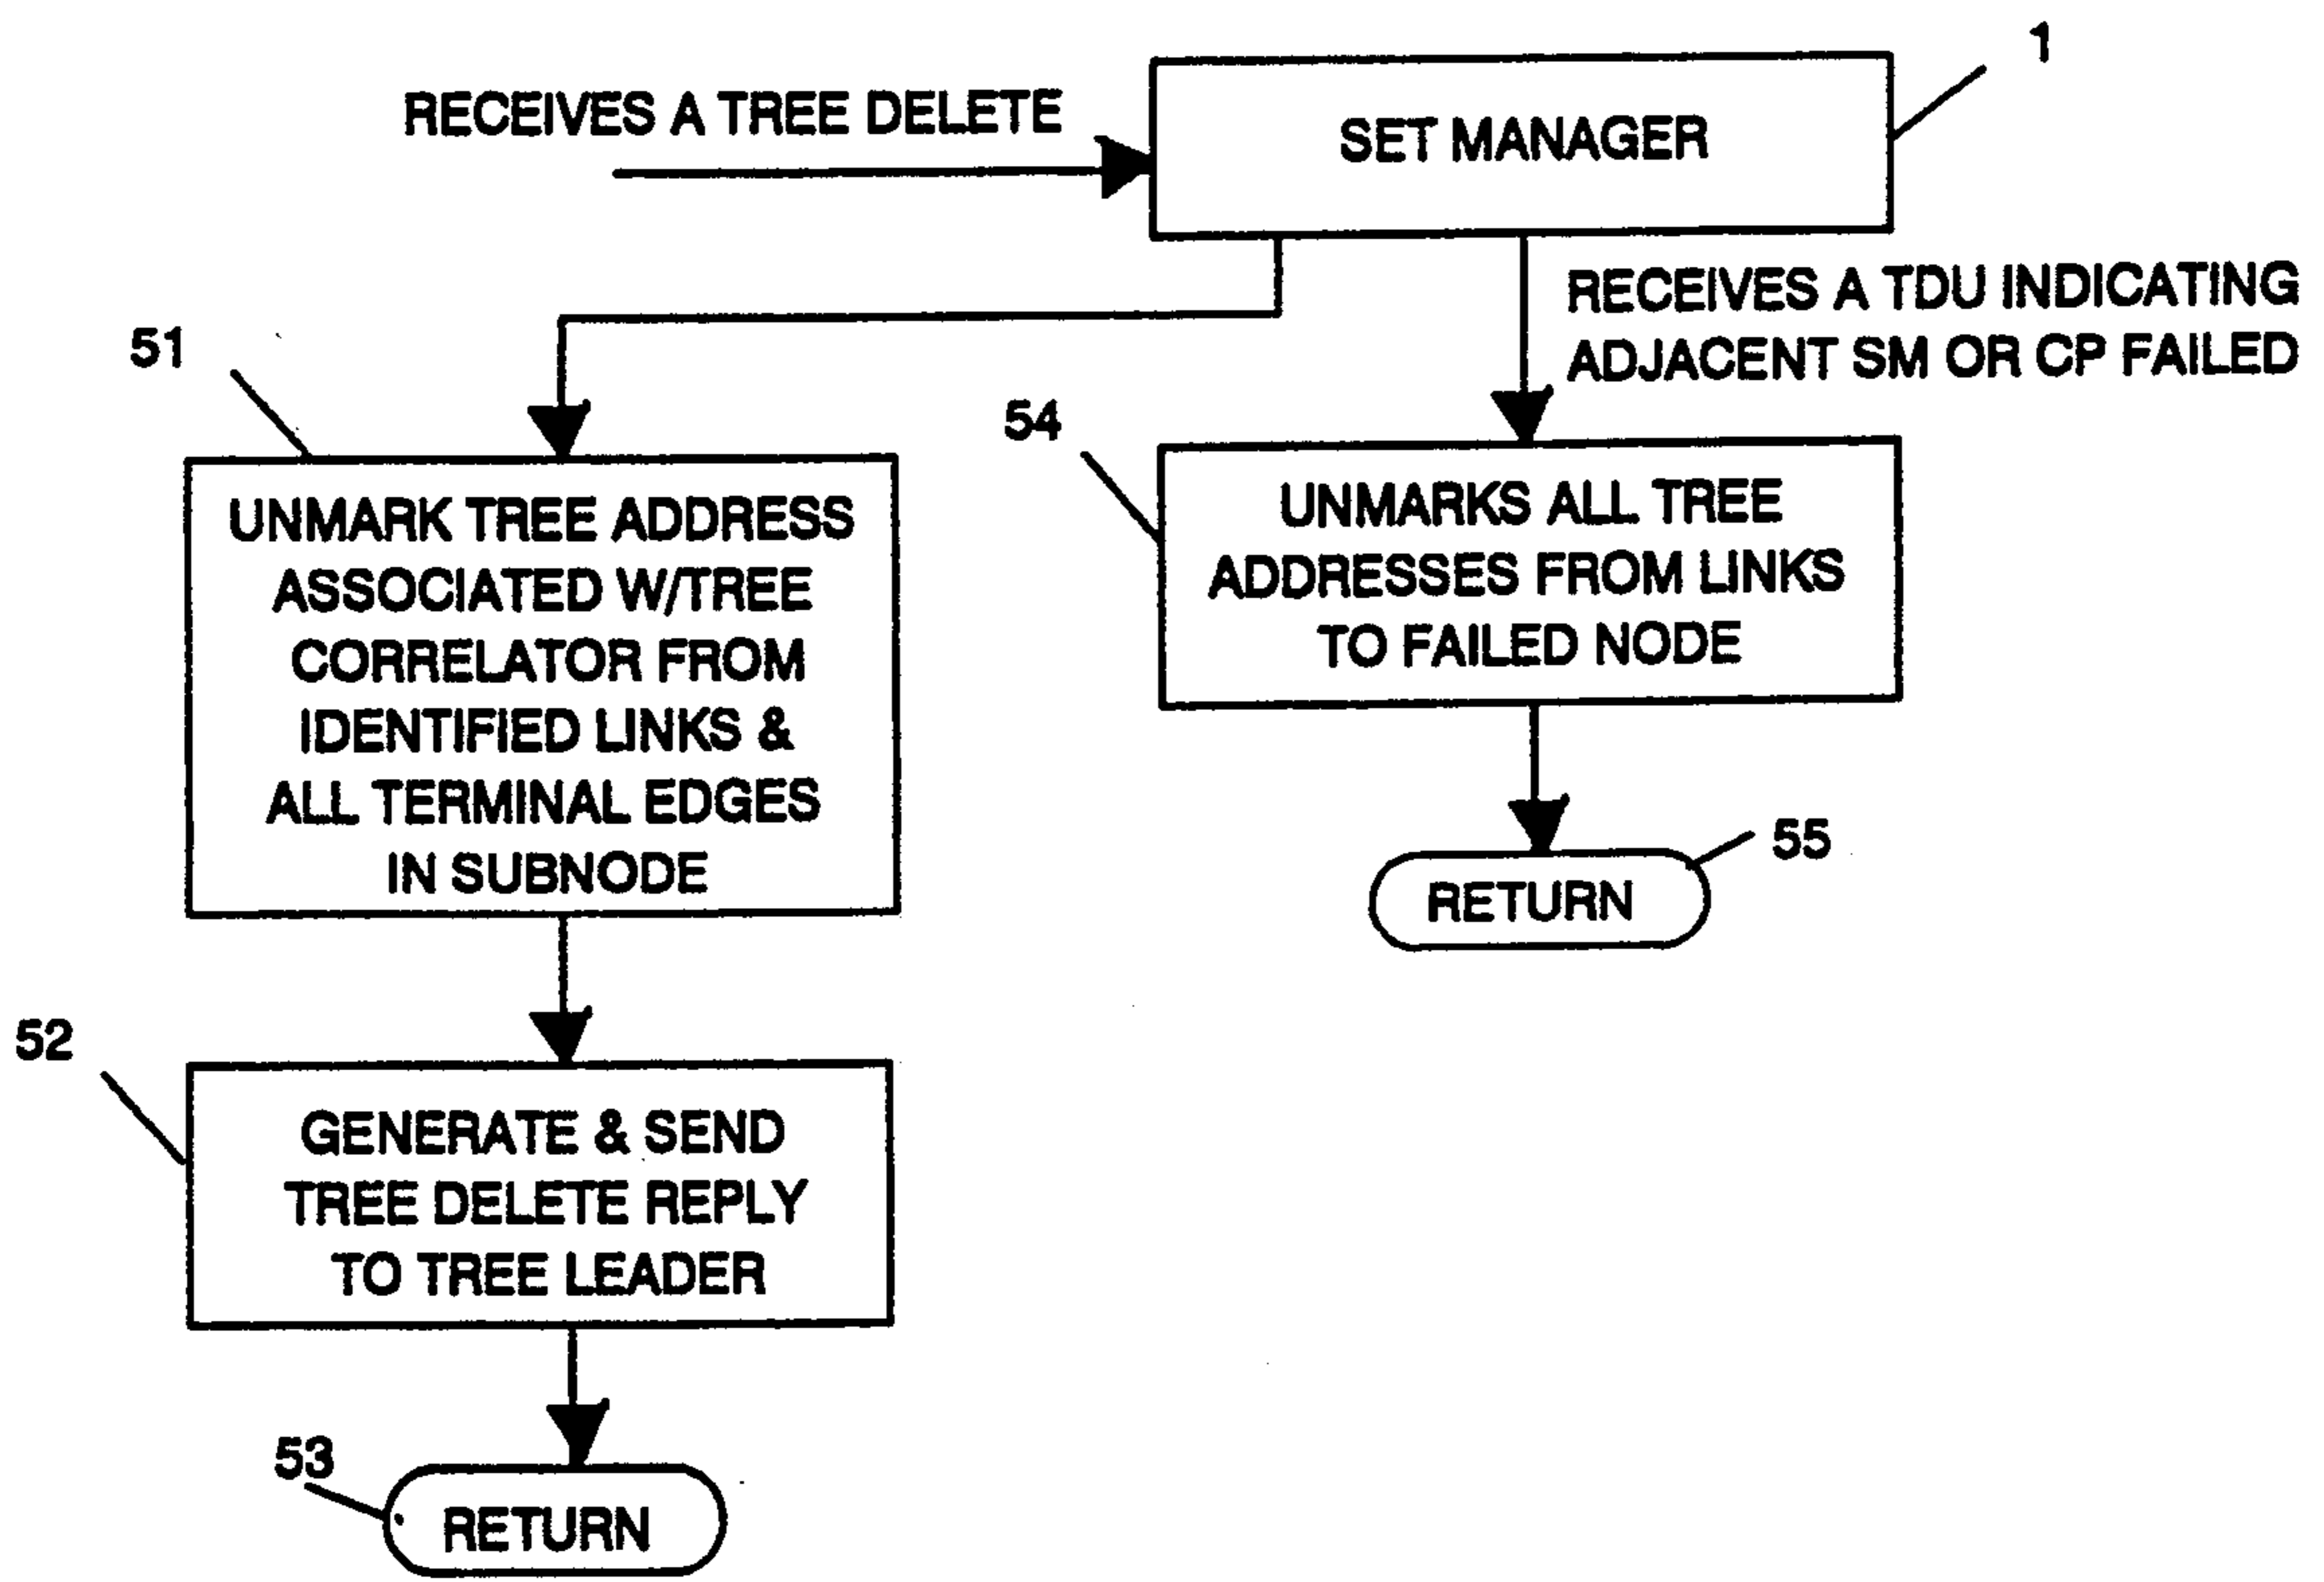 1
RECEIVES A TREE DELETE
SET MANAGER
RECEIVES A TDU INDICATING
ADJACENT SM OR CP FAILED
51
54
UNMARK TREE ADDRESS
ASSOCIATED W/TREE
CORRELATOR FROM
IDENTIFIED LINKS &
ALL TERMINAL EDGES
IN SUBNODE
UNMARKS ALL TREE
ADDRESSES FROM LINKS
TO FAILED NODE
55
RETURN
52
GENERATE & SEND
TREE DELETE REPLY
TO TREE LEADER
53
RETURN